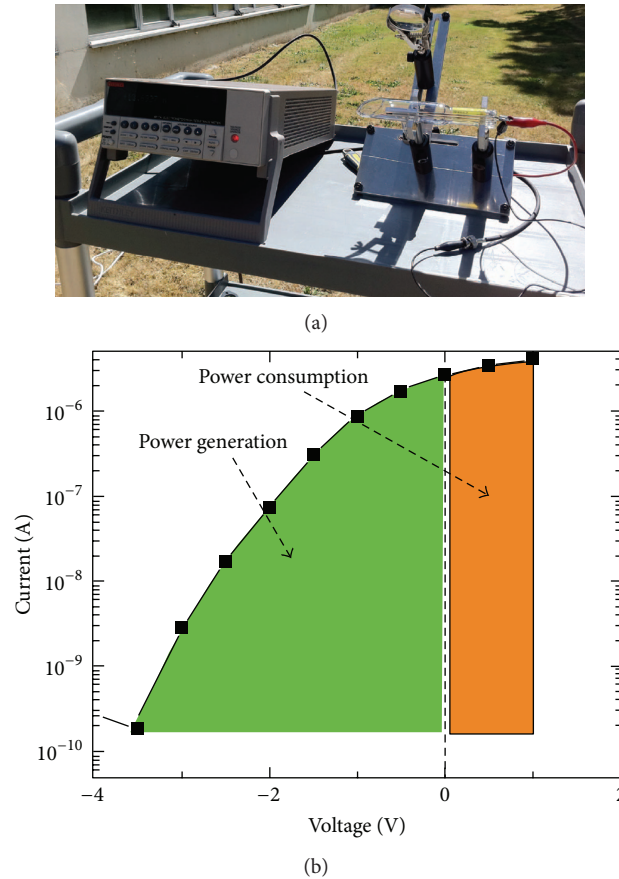 (a)
Power consumption
Power generation
10⁻⁶
10⁻⁷
10⁻⁸
10⁻⁹
10⁻¹⁰
Current (A)
−4
−2
0
2
Voltage (V)
(b)